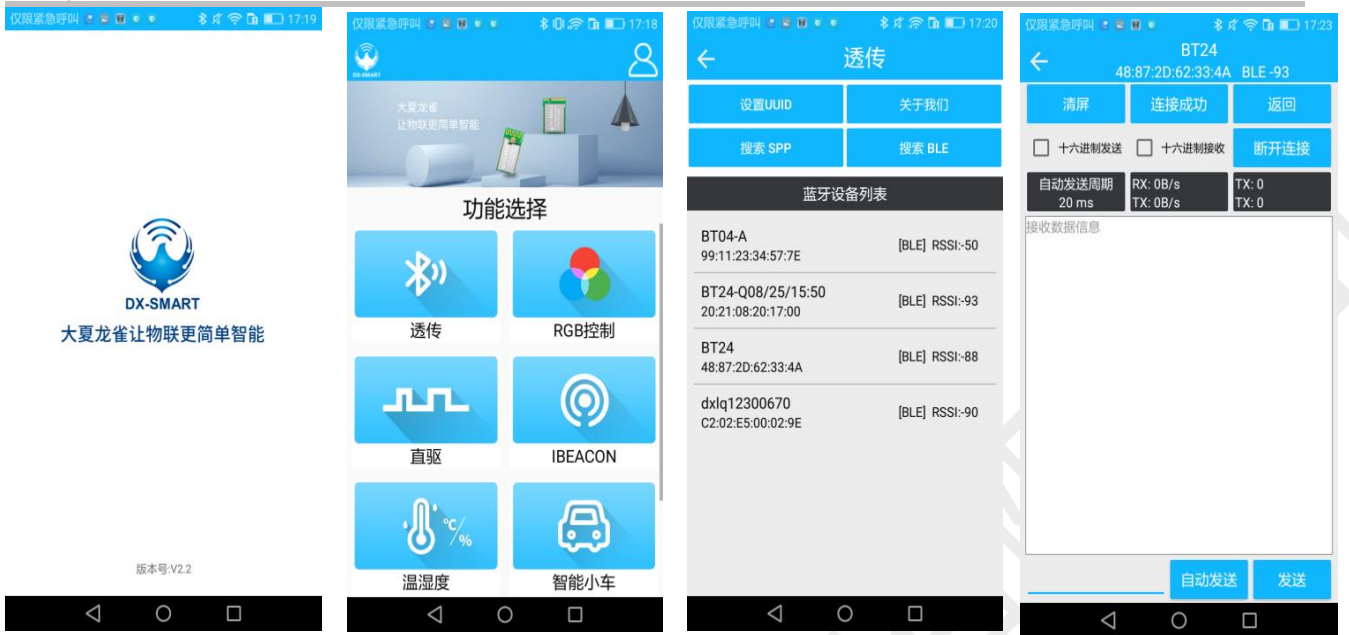 仅限紧急呼叫
17:19
DX-SMART
大夏龙雀让物联更简单智能
版本号:V2.2
仅限紧急呼叫
17:18
DX-SMART
大夏龙雀
让物联更简单智能
功能选择
透传
RGB控制
直驱
IBEACON
℃/%
温湿度
智能小车
仅限紧急呼叫
17:20
透传
设置UUID
关于我们
搜索 SPP
搜索 BLE
蓝牙设备列表
BT04-A
99:11:23:34:57:7E
[BLE] RSSI:-50
BT24-Q08/25/15:50
20:21:08:20:17:00
[BLE] RSSI:-93
BT24
48:87:2D:62:33:4A
[BLE] RSSI:-88
dxlq12300670
C2:02:E5:00:02:9E
[BLE] RSSI:-90
仅限紧急呼叫
17:23
BT24
48:87:2D:62:33:4A BLE -93
清屏
连接成功
返回
十六进制发送
十六进制接收
断开连接
自动发送周期
20 ms
RX: 0B/s
TX: 0B/s
TX: 0
TX: 0
接收数据信息
自动发送
发送